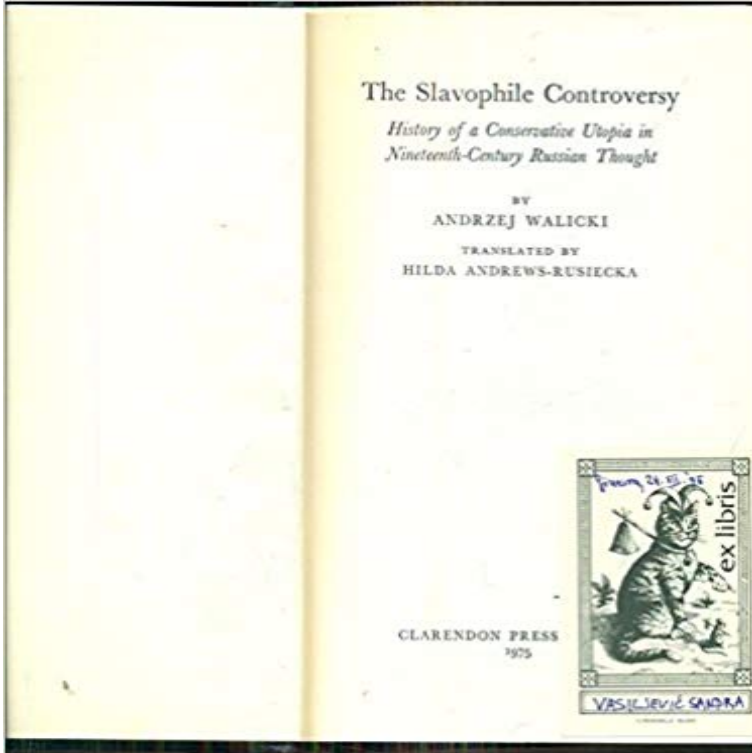 The Slavophile Controversy
History of a Conservative Utopia in
Nineteenth-Century Russian Thought
BY
ANDRZEJ WALICKI
TRANSLATED BY
HILDA ANDREWS-RUSIECKA
CLARENDON PRESS
1975
ex libris
VASILJEVIĆ SANDRA